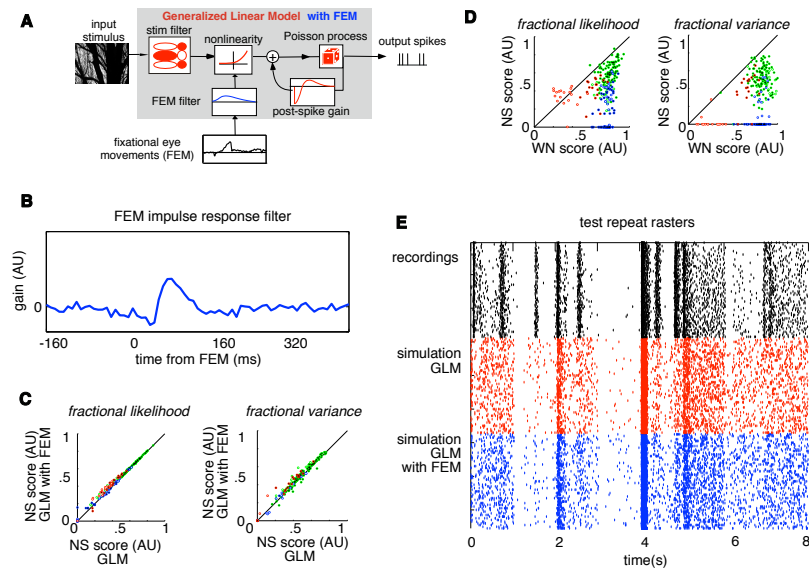 A
input
stimulus
Generalized Linear Model with FEM
stim filter
nonlinearity
Poisson process
output spikes
FEM filter
post-spike gain
fixational eye
movements (FEM)
B
FEM impulse response filter
gain (AU)
0
-160 0 160 320
time from FEM (ms)
C
fractional likelihood
NS score (AU)
GLM with FEM
1
.5
0
0 .5 1
NS score (AU)
GLM
fractional variance
NS score (AU)
GLM with FEM
1
.5
0
0 .5 1
NS score (AU)
GLM
D
fractional likelihood
NS score (AU)
1
.5
0
0 .5 1
WN score (AU)
fractional variance
NS score (AU)
1
.5
0
0 .5 1
WN score (AU)
E
test repeat rasters
recordings
simulation
GLM
simulation
GLM
with FEM
0 2 4 6 8
time(s)